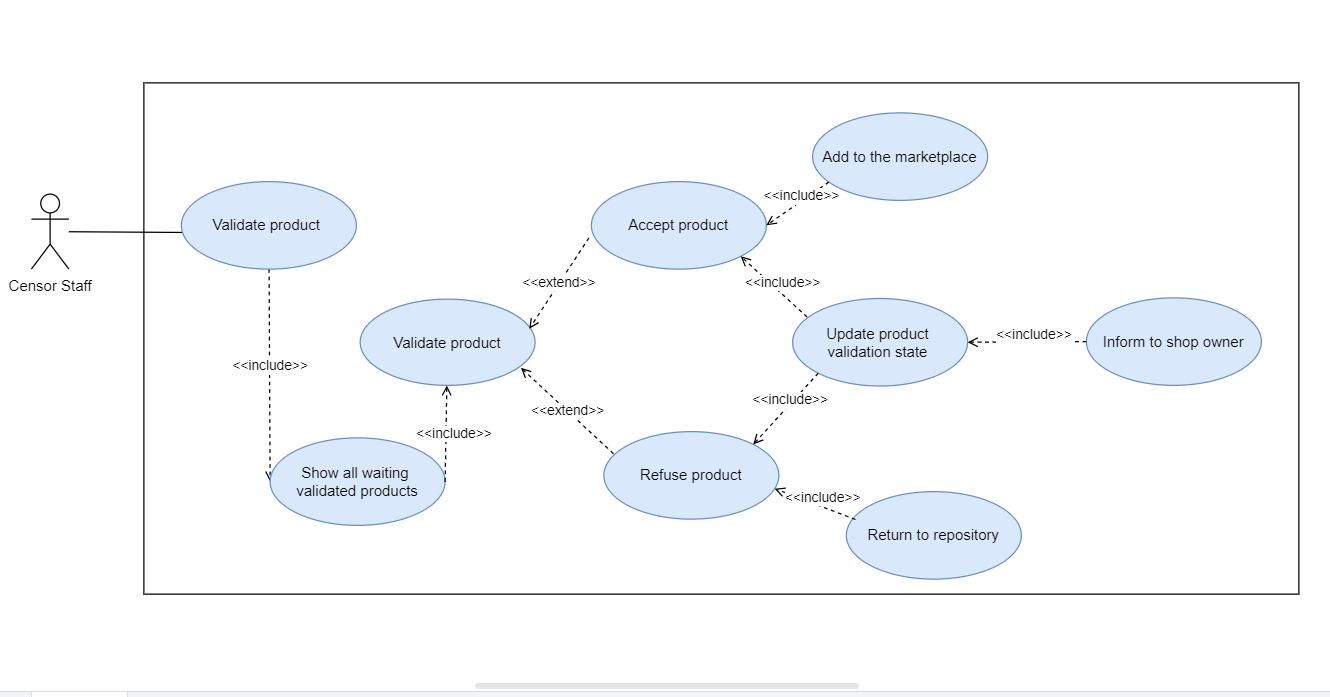 Add to the marketplace
<<include>>
Validate product
Accept product
Censor Staff
<<extend>>
<<include>>
Update product
validation state
<<include>>
Inform to shop owner
Validate product
<<include>>
<<include>>
<<extend>>
<<include>>
Show all waiting
validated products
Refuse product
<<include>>
Return to repository